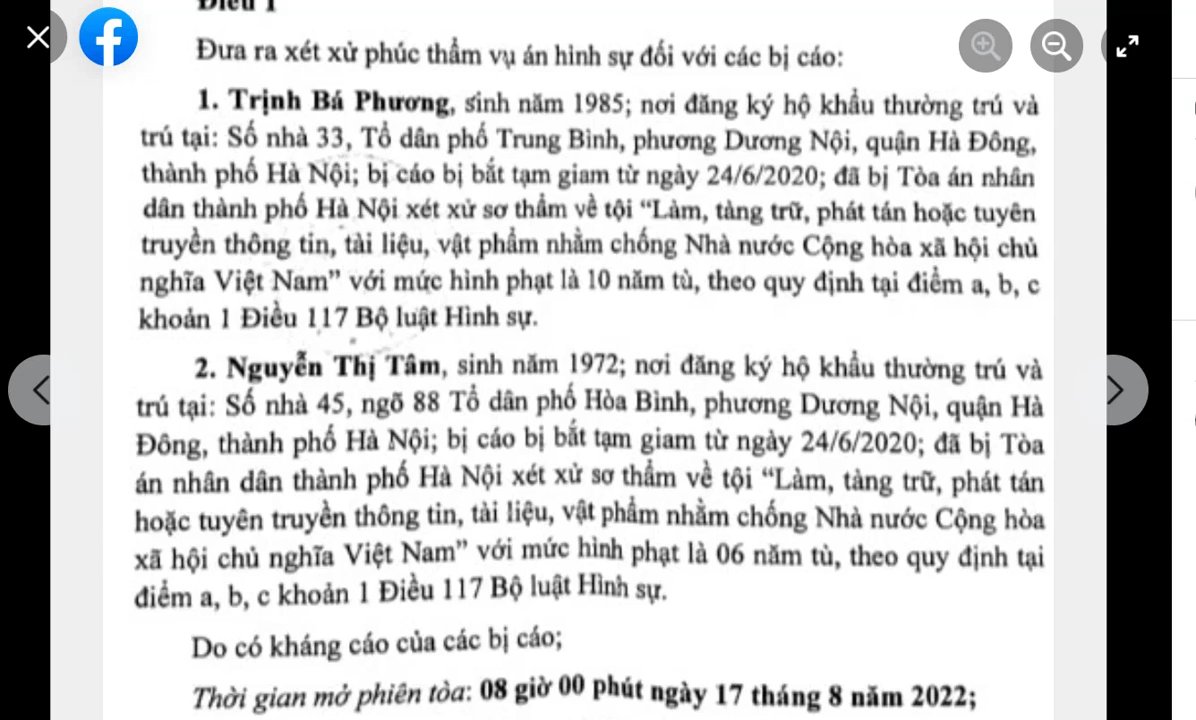 Điều 1
Đưa ra xét xử phúc thẩm vụ án hình sự đối với các bị cáo:
1. Trịnh Bá Phương, sinh năm 1985; nơi đăng ký hộ khẩu thường trú và
trú tại: Số nhà 33, Tổ dân phố Trung Bình, phương Dương Nội, quận Hà Đông,
thành phố Hà Nội; bị cáo bị bắt tạm giam từ ngày 24/6/2020; đã bị Tòa án nhân
dân thành phố Hà Nội xét xử sơ thẩm về tội “Làm, tàng trữ, phát tán hoặc tuyên
truyền thông tin, tài liệu, vật phẩm nhằm chống Nhà nước Cộng hòa xã hội chủ
nghĩa Việt Nam” với mức hình phạt là 10 năm tù, theo quy định tại điểm a, b, c
khoản 1 Điều 117 Bộ luật Hình sự.
2. Nguyễn Thị Tâm, sinh năm 1972; nơi đăng ký hộ khẩu thường trú và
trú tại: Số nhà 45, ngõ 88 Tổ dân phố Hòa Bình, phương Dương Nội, quận Hà
Đông, thành phố Hà Nội; bị cáo bị bắt tạm giam từ ngày 24/6/2020; đã bị Tòa
án nhân dân thành phố Hà Nội xét xử sơ thẩm về tội “Làm, tàng trữ, phát tán
hoặc tuyên truyền thông tin, tài liệu, vật phẩm nhằm chống Nhà nước Cộng hòa
xã hội chủ nghĩa Việt Nam” với mức hình phạt là 06 năm tù, theo quy định tại
điểm a, b, c khoản 1 Điều 117 Bộ luật Hình sự.
Do có kháng cáo của các bị cáo;
Thời gian mở phiên tòa: 08 giờ 00 phút ngày 17 tháng 8 năm 2022;